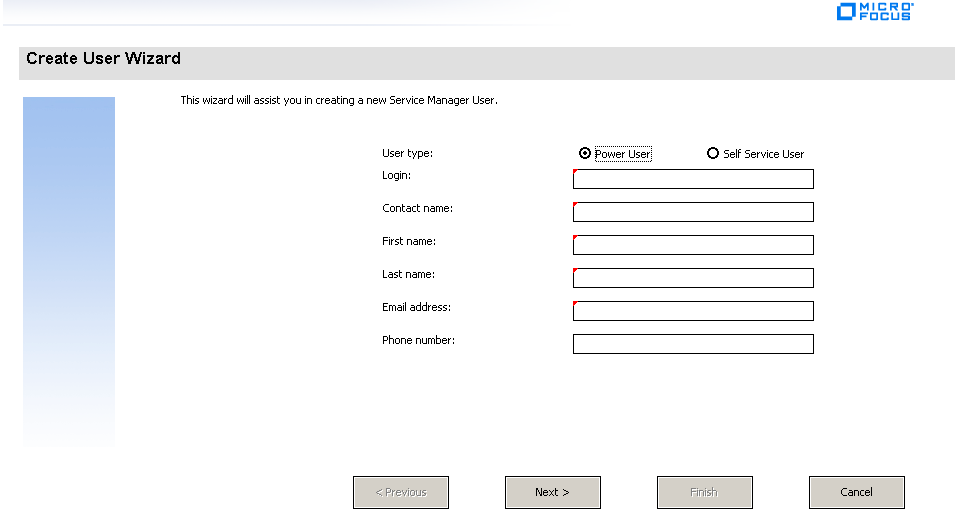 MICRO
FOCUS
Create User Wizard
This wizard will assist you in creating a new Service Manager User.
User type:
Power User
Self Service User
Login:
Contact name:
First name:
Last name:
Email address:
Phone number:
< Previous
Next >
Finish
Cancel